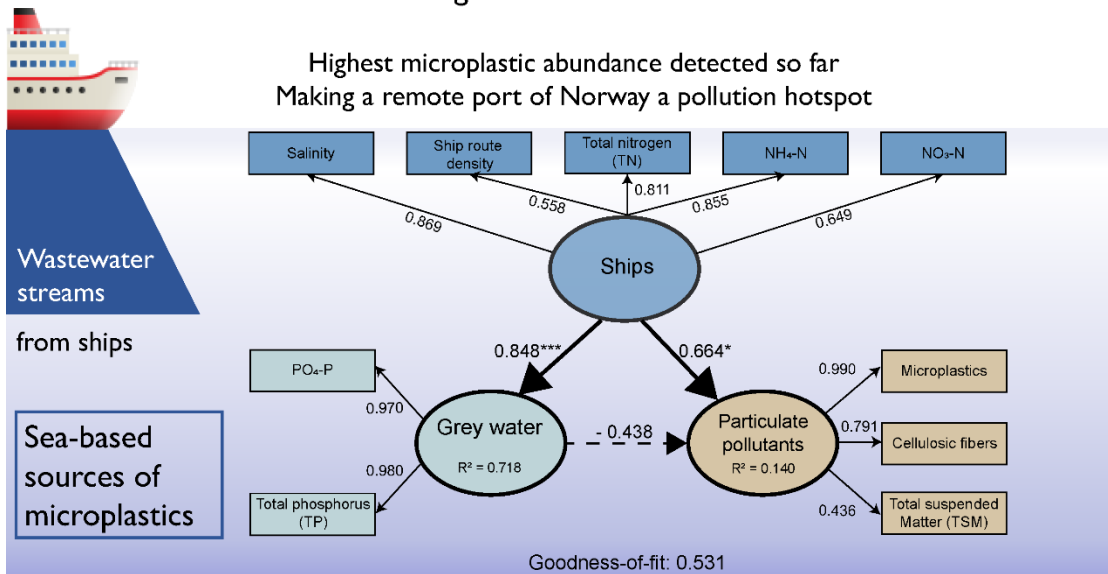 Highest microplastic abundance detected so far
Making a remote port of Norway a pollution hotspot
Salinity
Ship route
density
Total nitrogen
(TN)
NH₄-N
NO₃-N
0.869
0.558
0.811
0.855
0.649
Ships
Wastewater
streams
from ships
0.848***
0.664*
PO₄-P
0.970
Grey water
R² = 0.718
- 0.438
Particulate
pollutants
R² = 0.140
0.990
Microplastics
0.791
Cellulosic fibers
0.980
0.436
Total phosphorus
(TP)
Total suspended
Matter (TSM)
Sea-based
sources of
microplastics
Goodness-of-fit: 0.531